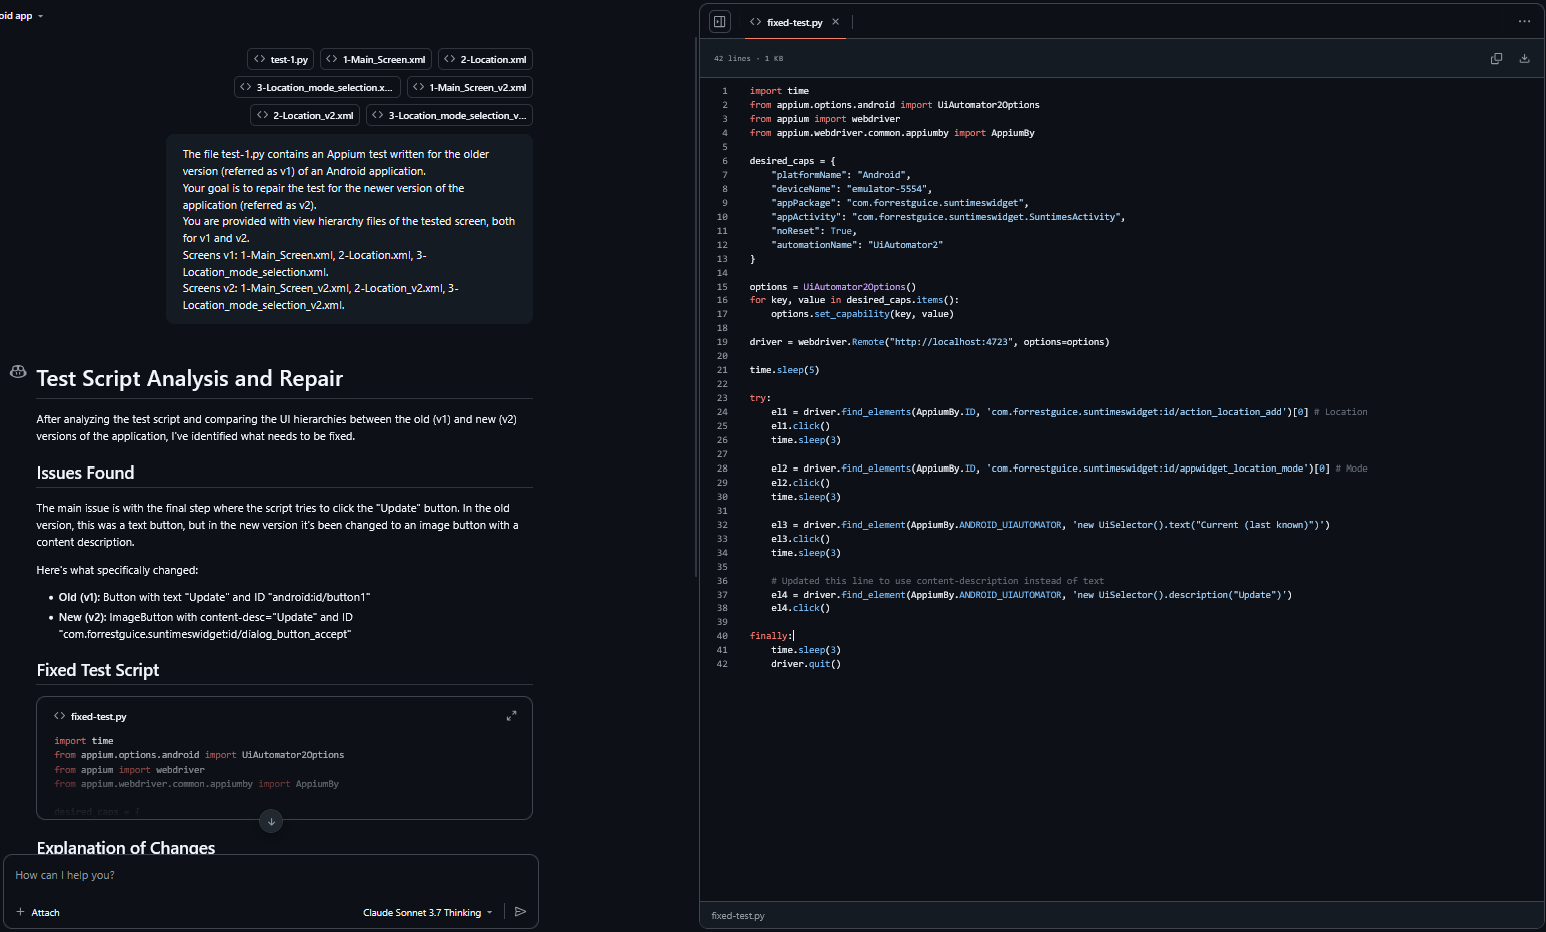 oid app
test-1.py
1-Main_Screen.xml
2-Location.xml
3-Location_mode_selection.x...
1-Main_Screen_v2.xml
2-Location_v2.xml
3-Location_mode_selection_v...
The file test-1.py contains an Appium test written for the older
version (referred as v1) of an Android application.
Your goal is to repair the test for the newer version of the
application (referred as v2).
You are provided with view hierarchy files of the tested screen, both
for v1 and v2.
Screens v1: 1-Main_Screen.xml, 2-Location.xml, 3-
Location_mode_selection.xml.
Screens v2: 1-Main_Screen_v2.xml, 2-Location_v2.xml, 3-
Location_mode_selection_v2.xml.
Test Script Analysis and Repair
After analyzing the test script and comparing the UI hierarchies between the old (v1) and new (v2)
versions of the application, I've identified what needs to be fixed.
Issues Found
The main issue is with the final step where the script tries to click the "Update" button. In the old
version, this was a text button, but in the new version it's been changed to an image button with a
content description.
Here's what specifically changed:
• Old (v1): Button with text "Update" and ID "android:id/button1"
• New (v2): ImageButton with content-desc="Update" and ID
"com.forrestguice.suntimeswidget:id/dialog_button_accept"
Fixed Test Script
fixed-test.py
import time
from appium.options.android import UiAutomator2Options
from appium import webdriver
from appium.webdriver.common.appiumby import AppiumBy
desired_caps = {
Explanation of Changes
How can I help you?
+ Attach
Claude Sonnet 3.7 Thinking
fixed-test.py
42 lines · 1 KB
1 import time
2 from appium.options.android import UiAutomator2Options
3 from appium import webdriver
4 from appium.webdriver.common.appiumby import AppiumBy
5
6 desired_caps = {
7 "platformName": "Android",
8 "deviceName": "emulator-5554",
9 "appPackage": "com.forrestguice.suntimeswidget",
10 "appActivity": "com.forrestguice.suntimeswidget.SuntimesActivity",
11 "noReset": True,
12 "automationName": "UiAutomator2"
13 }
14
15 options = UiAutomator2Options()
16 for key, value in desired_caps.items():
17 options.set_capability(key, value)
18
19 driver = webdriver.Remote("http://localhost:4723", options=options)
20
21 time.sleep(5)
22
23 try:
24 el1 = driver.find_elements(AppiumBy.ID, 'com.forrestguice.suntimeswidget:id/action_location_add')[0] # Location
25 el1.click()
26 time.sleep(3)
27
28 el2 = driver.find_elements(AppiumBy.ID, 'com.forrestguice.suntimeswidget:id/appwidget_location_mode')[0] # Mode
29 el2.click()
30 time.sleep(3)
31
32 el3 = driver.find_element(AppiumBy.ANDROID_UIAUTOMATOR, 'new UiSelector().text("Current (last known)")')
33 el3.click()
34 time.sleep(3)
35
36 # Updated this line to use content-description instead of text
37 el4 = driver.find_element(AppiumBy.ANDROID_UIAUTOMATOR, 'new UiSelector().description("Update")')
38 el4.click()
39
40 finally:
41 time.sleep(3)
42 driver.quit()
fixed-test.py